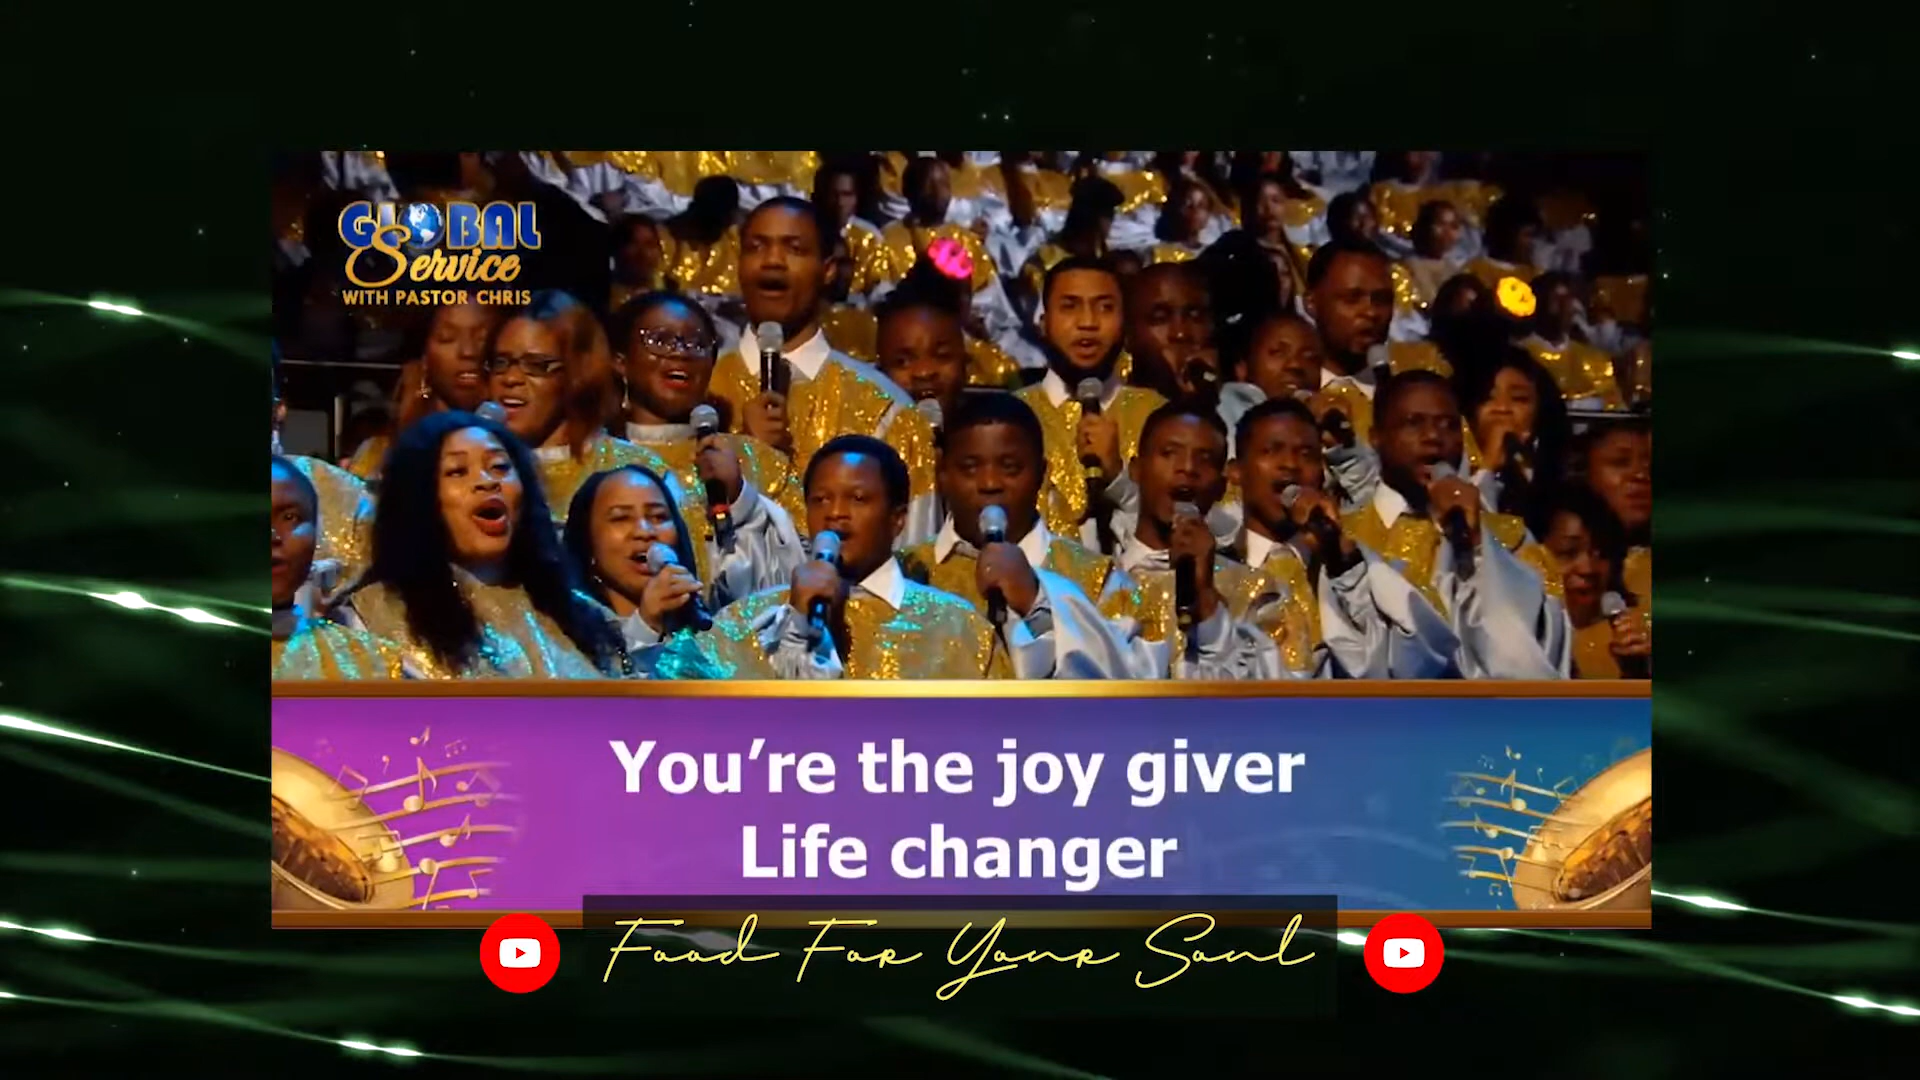 GLOBAL
Service
WITH PASTOR CHRIS
You're the joy giver
Life changer
Food For Your Soul